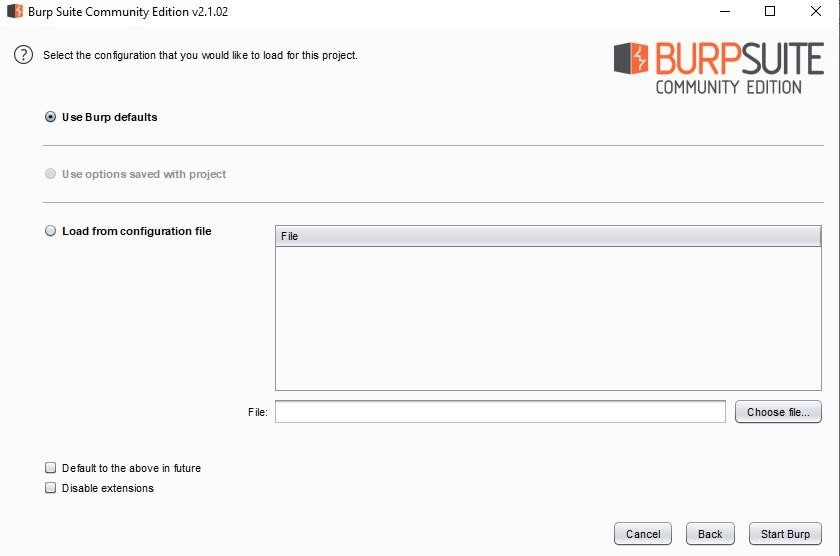 Burp Suite Community Edition v2.1.02
? Select the configuration that you would like to load for this project.
BURPSUITE
COMMUNITY EDITION
Use Burp defaults
Use options saved with project
Load from configuration file
File
File:
Choose file...
Default to the above in future
Disable extensions
Cancel Back Start Burp